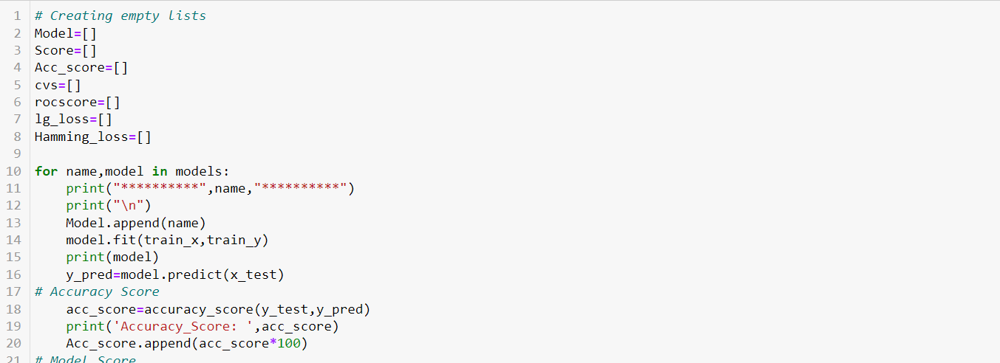 1 # Creating empty lists
2 Model=[]
3 Score=[]
4 Acc_score=[]
5 cvs=[]
6 rocscore=[]
7 lg_loss=[]
8 Hamming_loss=[]
9
10 for name,model in models:
11     print("**********",name,"**********")
12     print("\n")
13     Model.append(name)
14     model.fit(train_x,train_y)
15     print(model)
16     y_pred=model.predict(x_test)
17 # Accuracy Score
18     acc_score=accuracy_score(y_test,y_pred)
19     print('Accuracy_Score: ',acc_score)
20     Acc_score.append(acc_score*100)
21 # Model Score